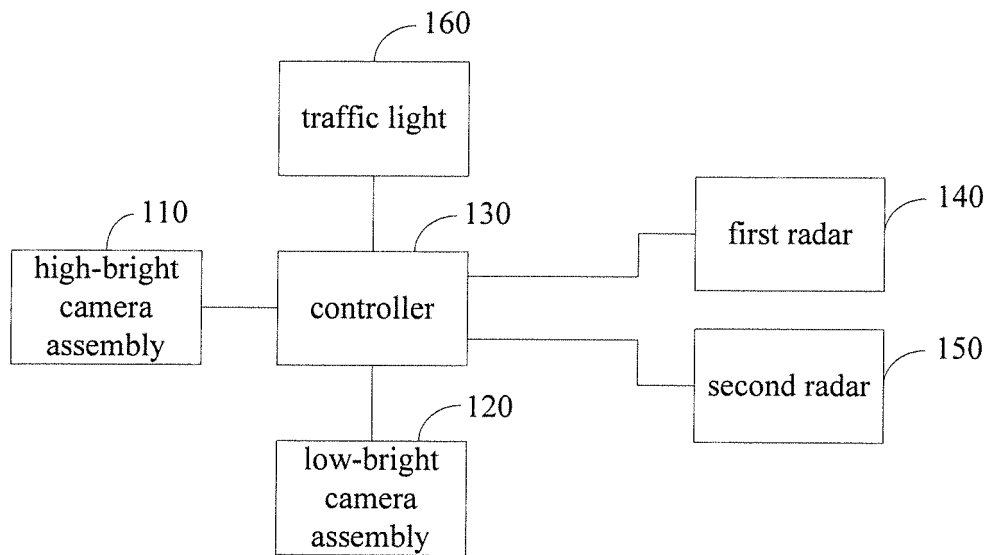 160
traffic light
110
high-bright
camera
assembly
130
controller
140
first radar
150
second radar
120
low-bright
camera
assembly